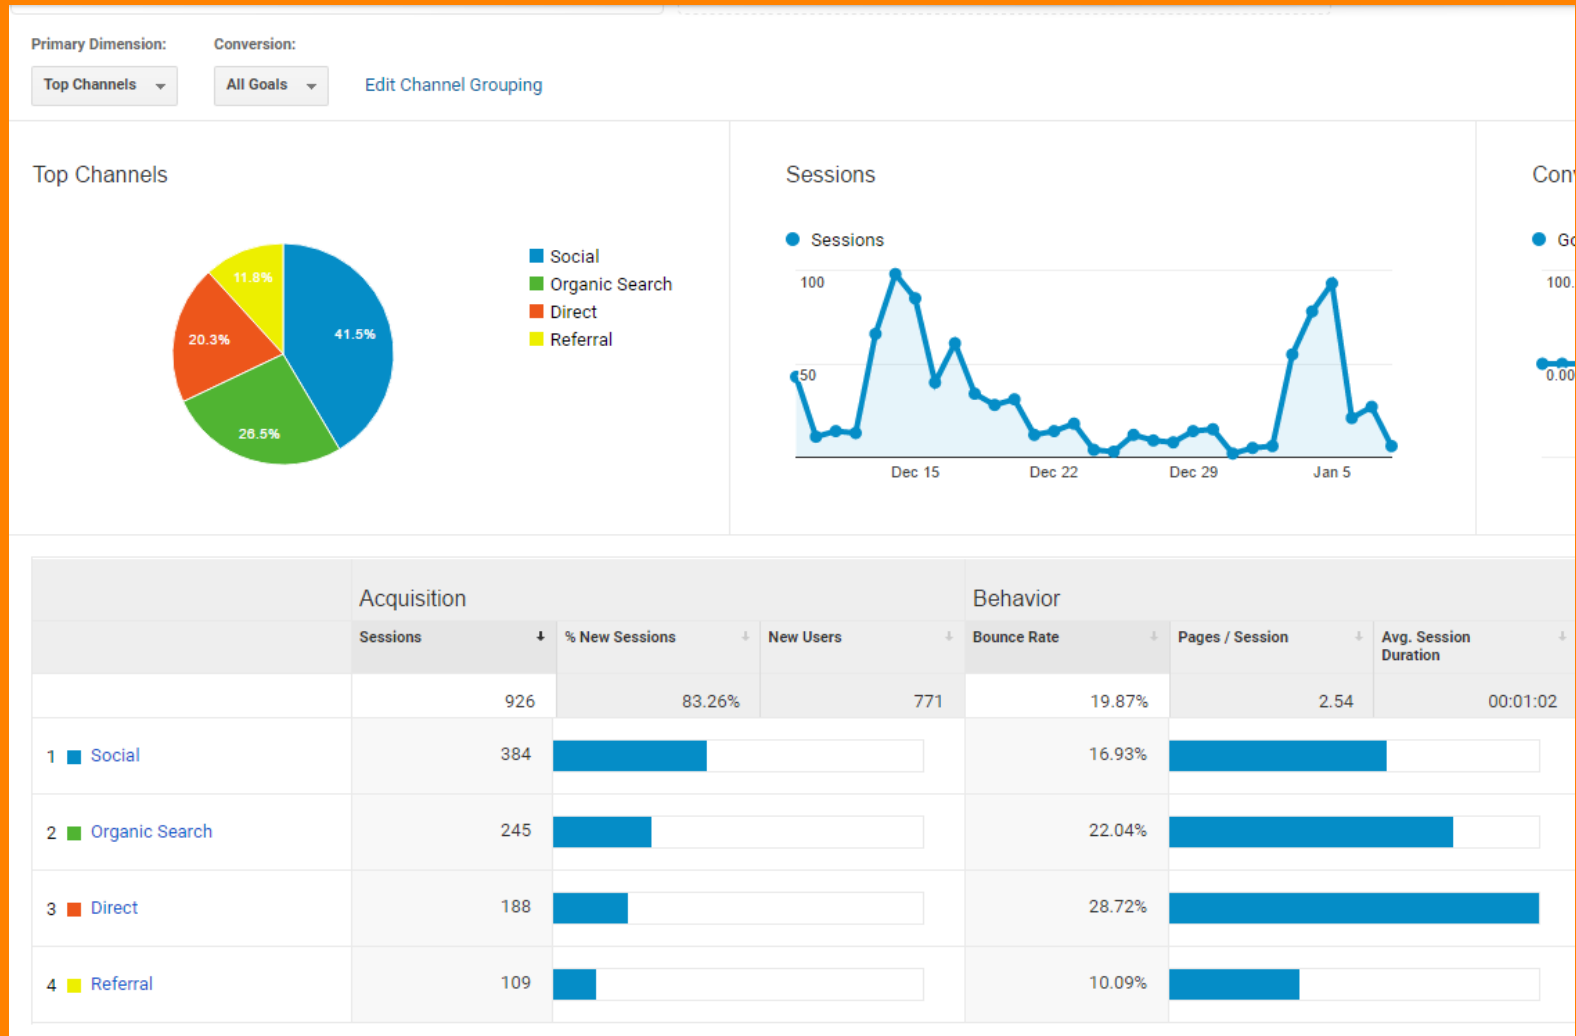 Primary Dimension: Conversion:
Top Channels All Goals Edit Channel Grouping
Top Channels
Social
Organic Search
Direct
Referral
11.8%
41.5%
20.3%
26.5%
Sessions
Sessions
100
50
Dec 15 Dec 22 Dec 29 Jan 5
100.
0.00
Acquisition Behavior
Sessions % New Sessions New Users Bounce Rate Pages / Session Avg. Session
Duration
926 83.26% 771 19.87% 2.54 00:01:02
1 Social 384 16.93%
2 Organic Search 245 22.04%
3 Direct 188 28.72%
4 Referral 109 10.09%